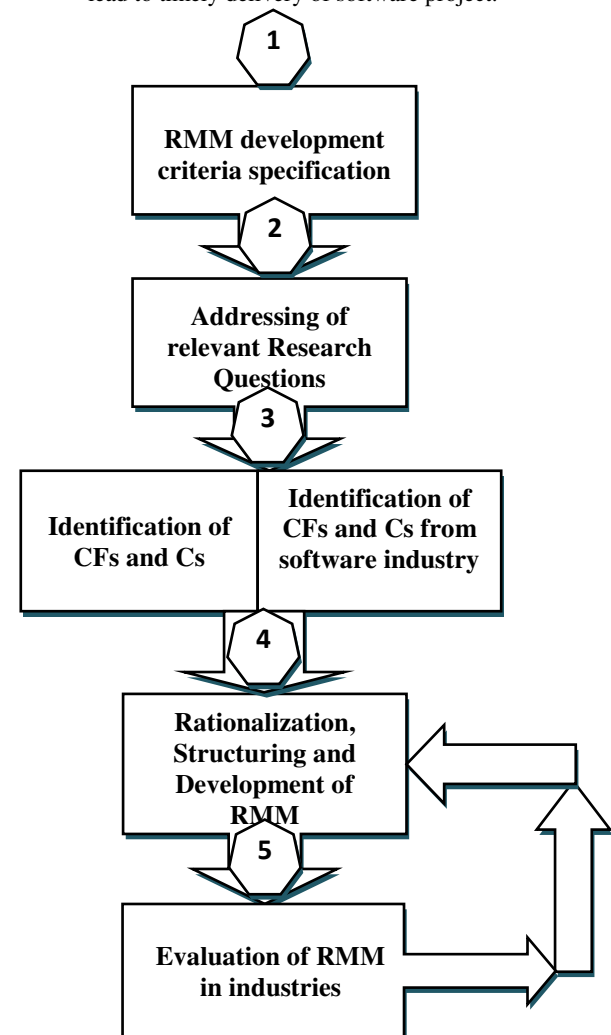 lead to timely delivery of software project.
1
RMM development
criteria specification
2
Addressing of
relevant Research
Questions
3
Identification of
CFs and Cs
Identification of
CFs and Cs from
software industry
4
Rationalization,
Structuring and
Development of
RMM
5
Evaluation of RMM
in industries